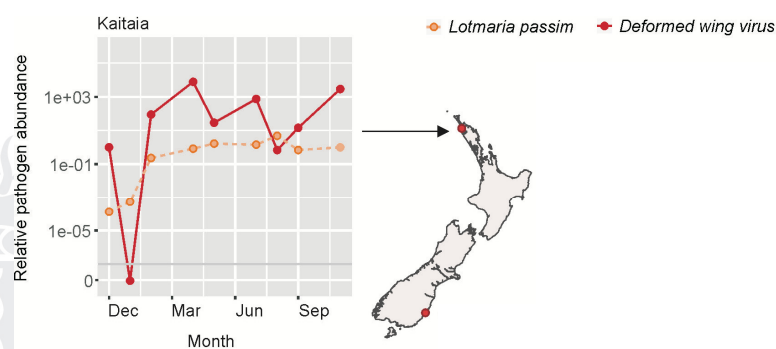 Kaitaia
Lotmaria passim
Deformed wing virus
Relative pathogen abundance
1e+03
1e-01
1e-05
0
Dec Mar Jun Sep
Month